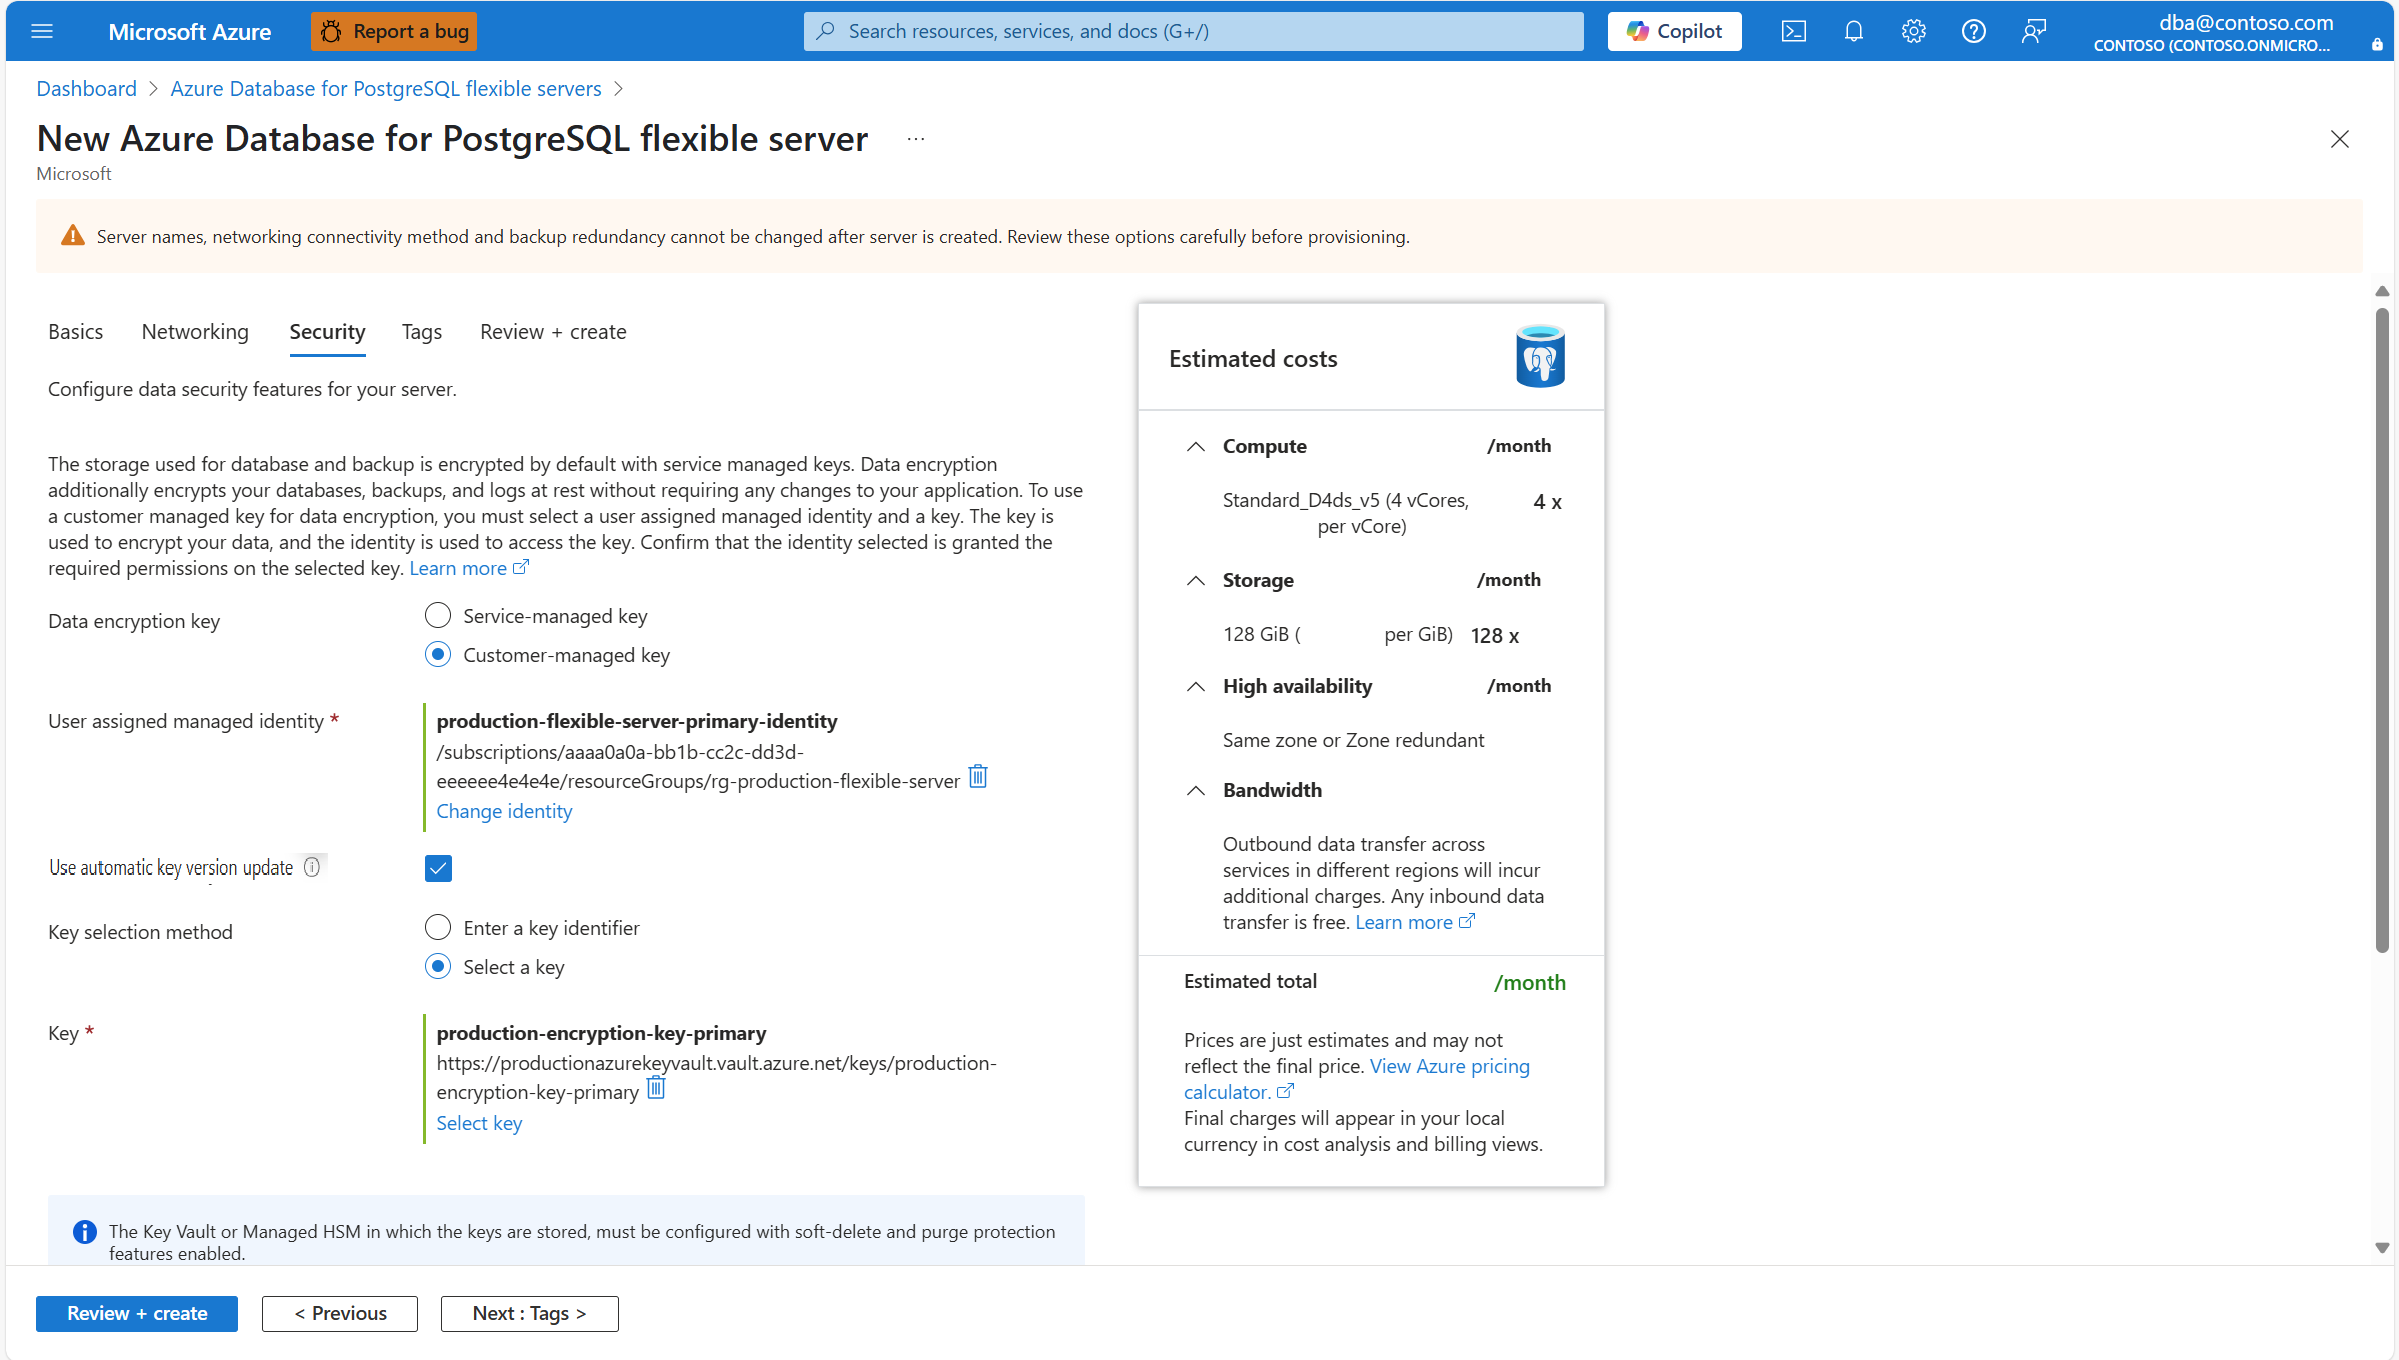 Microsoft Azure
Report a bug
Search resources, services, and docs (G+/)
Copilot
dba@contoso.com
CONTOSO (CONTOSO.ONMICRO...
Dashboard > Azure Database for PostgreSQL flexible servers >
New Azure Database for PostgreSQL flexible server ...
Microsoft
Server names, networking connectivity method and backup redundancy cannot be changed after server is created. Review these options carefully before provisioning.
Basics Networking Security Tags Review + create
Configure data security features for your server.
The storage used for database and backup is encrypted by default with service managed keys. Data encryption
additionally encrypts your databases, backups, and logs at rest without requiring any changes to your application. To use
a customer managed key for data encryption, you must select a user assigned managed identity and a key. The key is
used to encrypt your data, and the identity is used to access the key. Confirm that the identity selected is granted the
required permissions on the selected key. Learn more
Data encryption key
Service-managed key
Customer-managed key
User assigned managed identity *
production-flexible-server-primary-identity
/subscriptions/aaaa0a0a-bb1b-cc2c-dd3d-
eeeeee4e4e4e/resourceGroups/rg-production-flexible-server
Change identity
Use automatic key version update
Key selection method
Enter a key identifier
Select a key
Key *
production-encryption-key-primary
https://productionazurekeyvault.vault.azure.net/keys/production-
encryption-key-primary
Select key
The Key Vault or Managed HSM in which the keys are stored, must be configured with soft-delete and purge protection
features enabled.
Estimated costs
Compute /month
Standard_D4ds_v5 (4 vCores, 4 x
per vCore)
Storage /month
128 GiB ( per GiB) 128 x
High availability /month
Same zone or Zone redundant
Bandwidth
Outbound data transfer across
services in different regions will incur
additional charges. Any inbound data
transfer is free. Learn more
Estimated total /month
Prices are just estimates and may not
reflect the final price. View Azure pricing
calculator.
Final charges will appear in your local
currency in cost analysis and billing views.
Review + create
< Previous
Next : Tags >